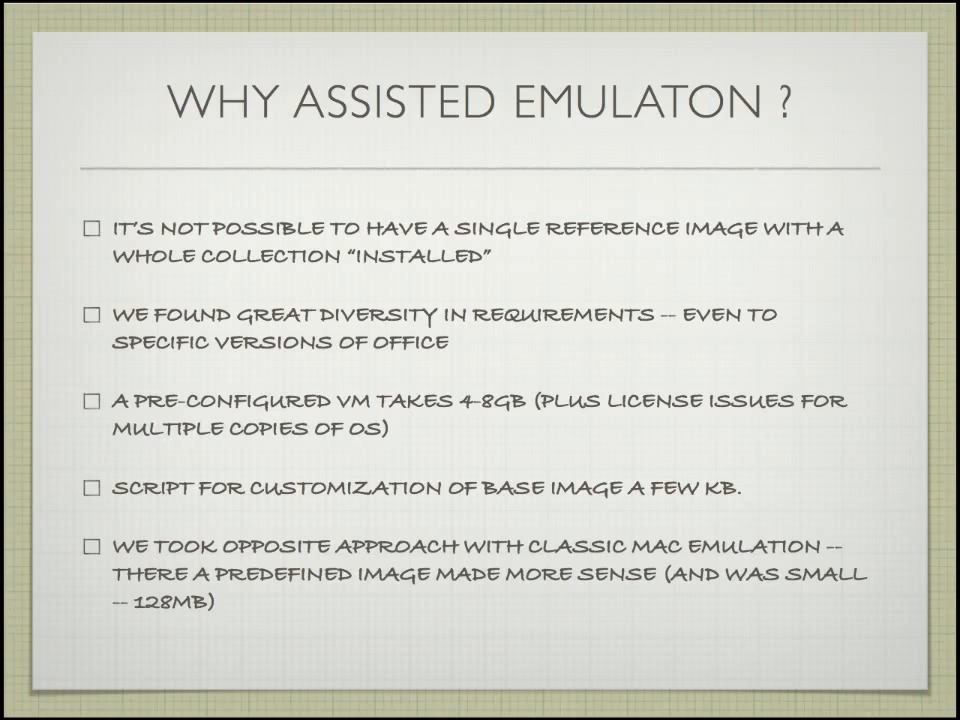 WHY ASSISTED EMULATON ?
IT'S NOT POSSIBLE TO HAVE A SINGLE REFERENCE IMAGE WITH A
WHOLE COLLECTION "INSTALLED"
WE FOUND GREAT DIVERSITY IN REQUIREMENTS -- EVEN TO
SPECIFIC VERSIONS OF OFFICE
A PRE-CONFIGURED VM TAKES 4-8GB (PLUS LICENSE ISSUES FOR
MULTIPLE COPIES OF OS)
SCRIPT FOR CUSTOMIZATION OF BASE IMAGE A FEW KB.
WE TOOK OPPOSITE APPROACH WITH CLASSIC MAC EMULATION --
THERE A PREDEFINED IMAGE MADE MORE SENSE (AND WAS SMALL
-- 128MB)